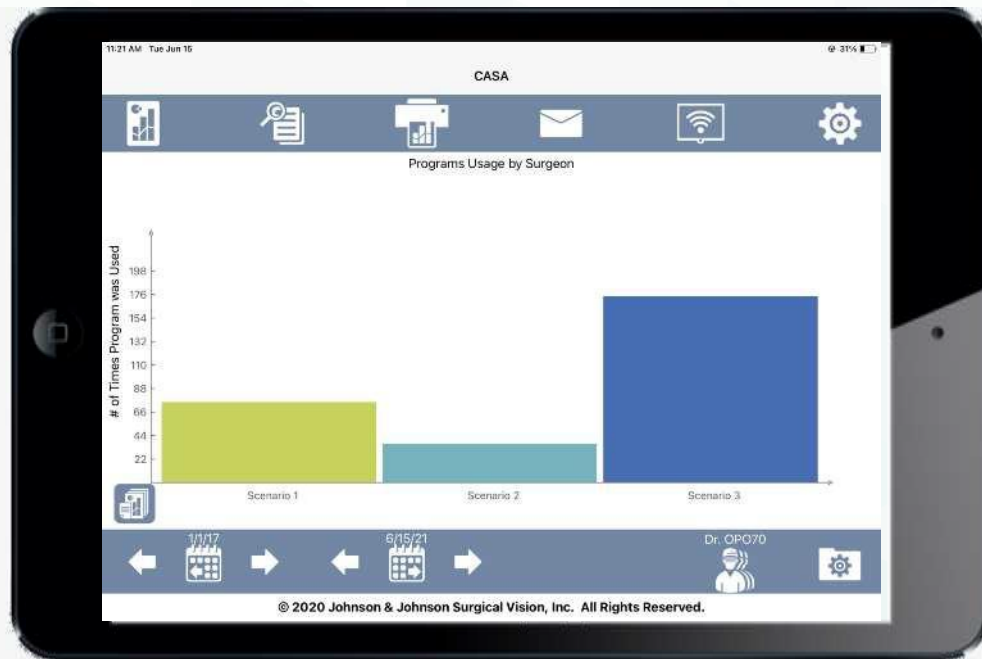 11:21 AM Tue Jun 15
31%
CASA
Programs Usage by Surgeon
# of Times Program was Used
198
176
154
132
110
88
66
44
22
Scenario 1 Scenario 2 Scenario 3
1/1/17 6/15/21 Dr. OPO70
© 2020 Johnson & Johnson Surgical Vision, Inc. All Rights Reserved.